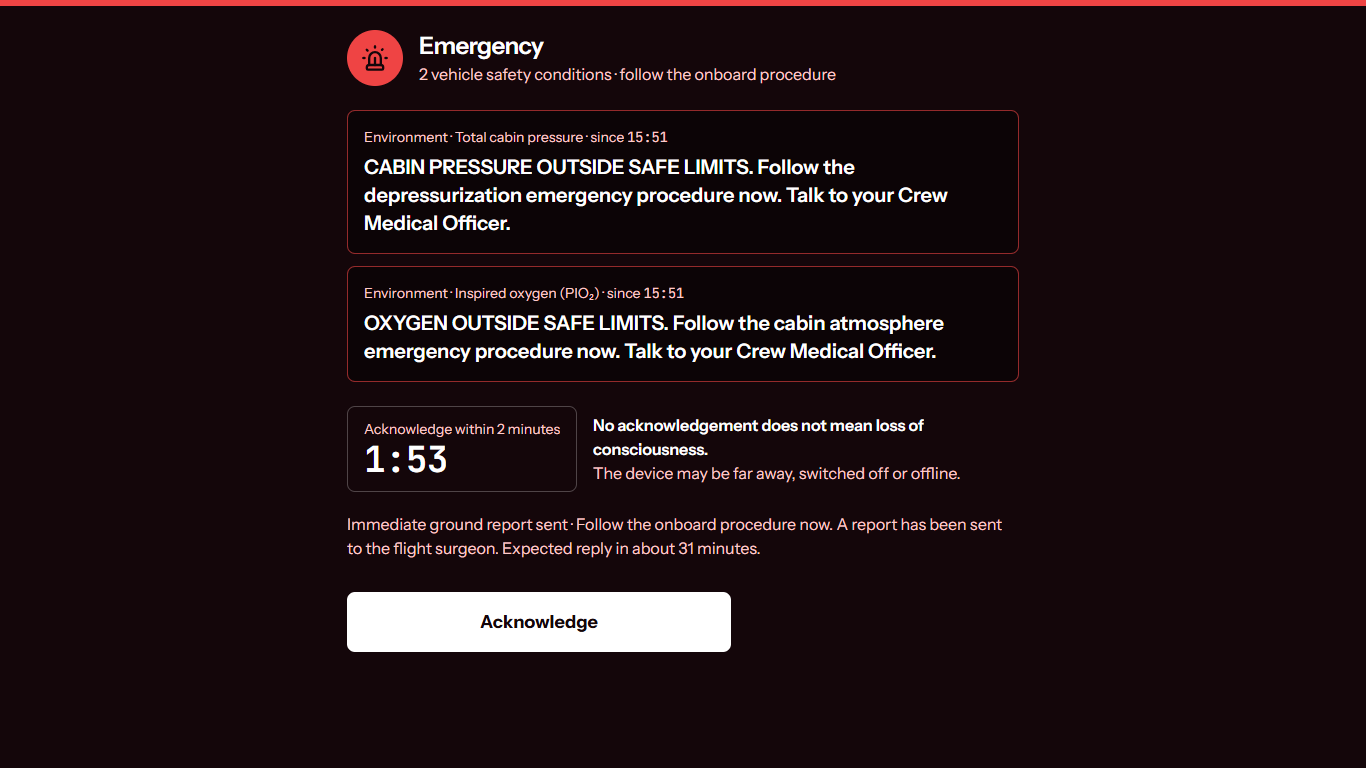 Emergency
2 vehicle safety conditions · follow the onboard procedure
Environment · Total cabin pressure · since 15:51
CABIN PRESSURE OUTSIDE SAFE LIMITS. Follow the
depressurization emergency procedure now. Talk to your Crew
Medical Officer.
Environment · Inspired oxygen (PIO₂) · since 15:51
OXYGEN OUTSIDE SAFE LIMITS. Follow the cabin atmosphere
emergency procedure now. Talk to your Crew Medical Officer.
Acknowledge within 2 minutes
1:53
No acknowledgement does not mean loss of
consciousness.
The device may be far away, switched off or offline.
Immediate ground report sent · Follow the onboard procedure now. A report has been sent
to the flight surgeon. Expected reply in about 31 minutes.
Acknowledge